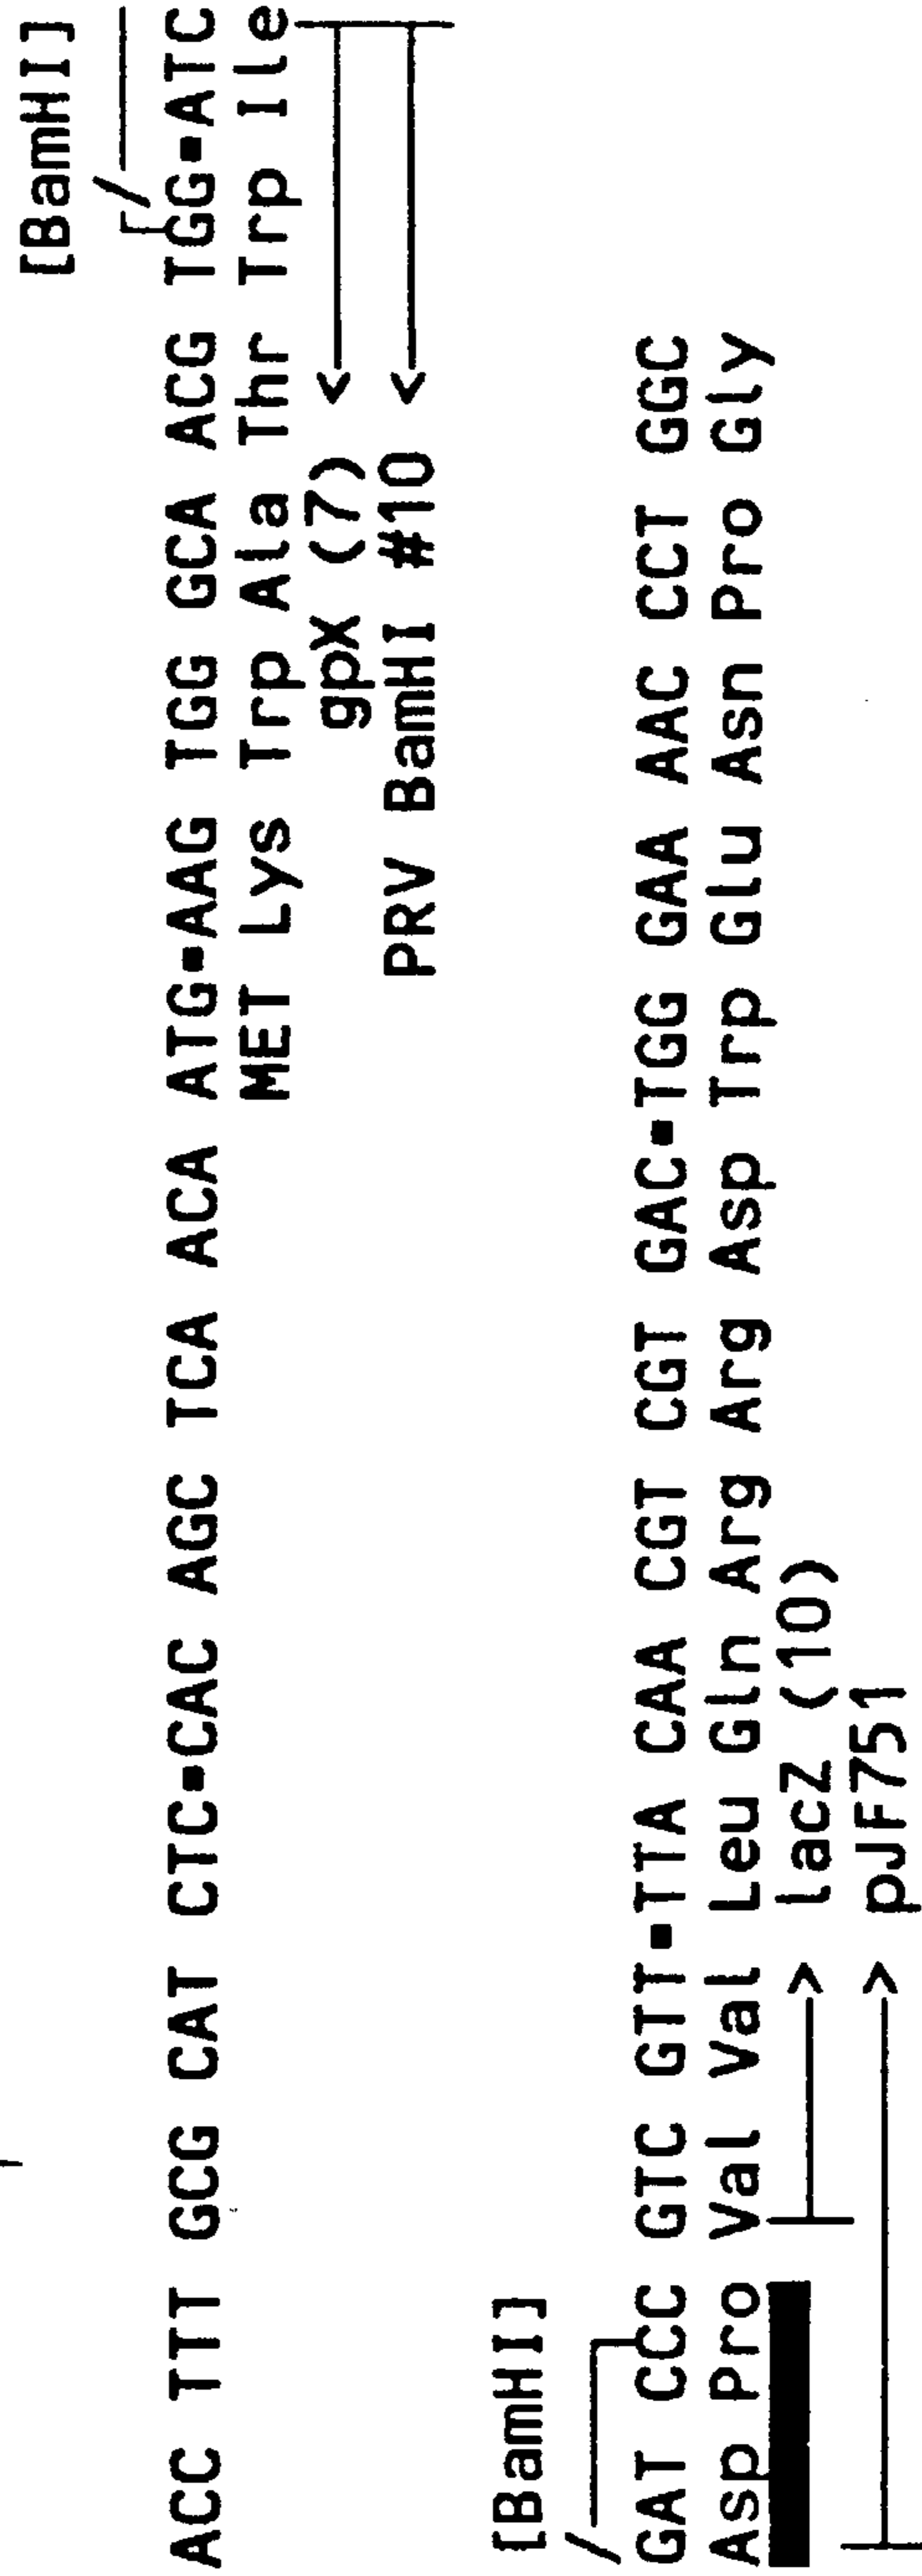 [BamHI]
ACC TTT GCG CAT CTC▪CAC AGC TCA ACA ATG▪AAG TGG GCA ACG TGG▪ATC
MET Lys Trp Ala Thr Trp Ile
gpX (7) <
PRV BamHI #10 <
[BamHI]
GAT CCC GTC GTT▪TTA CAA CGT CGT GAC▪TGG GAA AAC CCT GGC
Asp Pro Val Val Leu Gln Arg Arg Asp Trp Glu Asn Pro Gly
> lacZ (10)
> pJF751